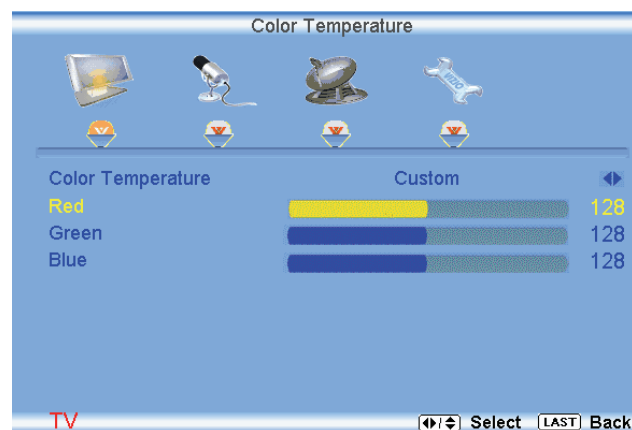 Color Temperature
Color Temperature Custom
Red 128
Green 128
Blue 128
TV Select LAST Back